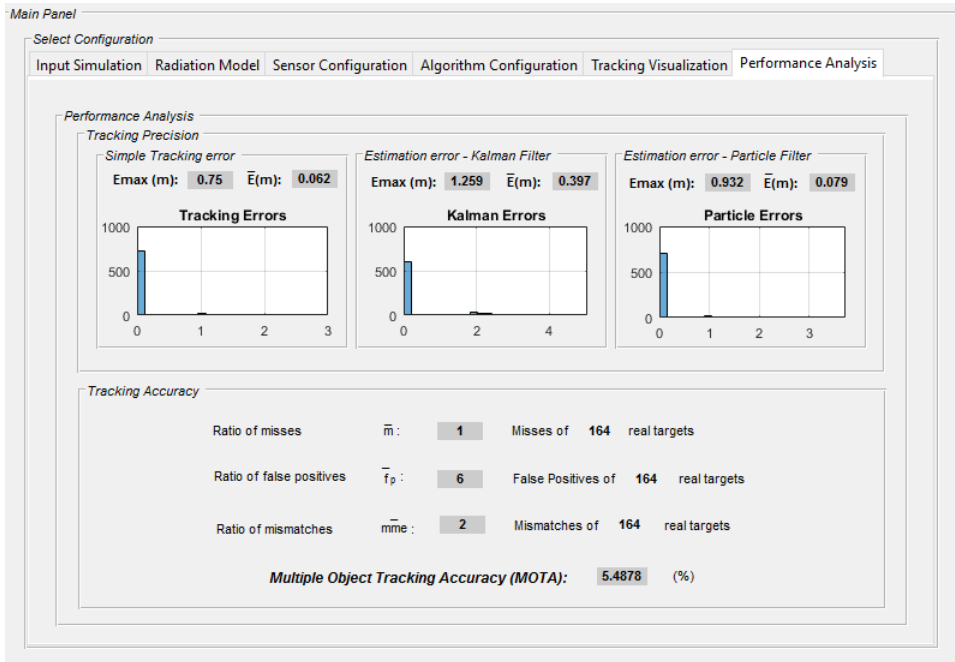 Main Panel
Select Configuration
Input Simulation Radiation Model Sensor Configuration Algorithm Configuration Tracking Visualization Performance Analysis
Performance Analysis
Tracking Precision
Simple Tracking error
Emax (m): 0.75 E̅(m): 0.062
Tracking Errors
1000
500
0
0 1 2 3
Estimation error - Kalman Filter
Emax (m): 1.259 E̅(m): 0.397
Kalman Errors
1000
500
0
0 2 4
Estimation error - Particle Filter
Emax (m): 0.932 E̅(m): 0.079
Particle Errors
1000
500
0
0 1 2 3
Tracking Accuracy
Ratio of misses m̅ : 1 Misses of 164 real targets
Ratio of false positives f̅p : 6 False Positives of 164 real targets
Ratio of mismatches mm̅e : 2 Mismatches of 164 real targets
Multiple Object Tracking Accuracy (MOTA): 5.4878 (%)